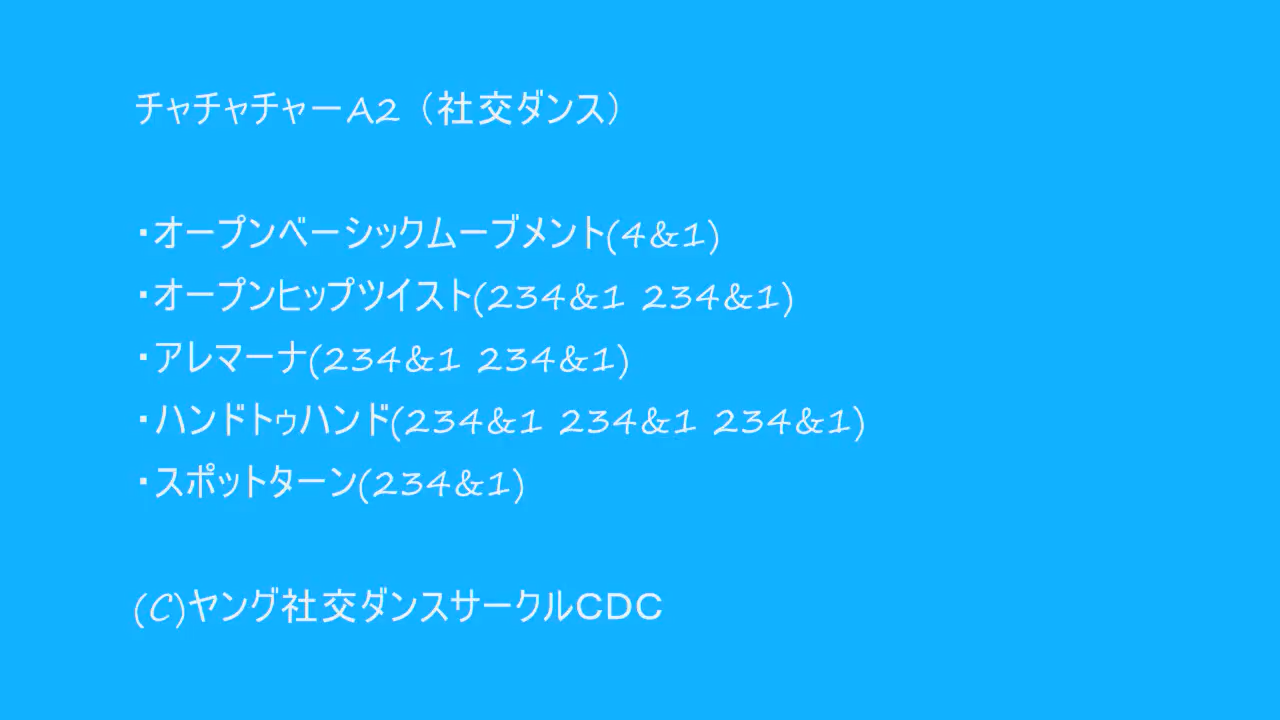 チャチャチャーA2（社交ダンス）
・オープンベーシックムーブメント(4&1)
・オープンヒップツイスト(234&1 234&1)
・アレマーナ(234&1 234&1)
・ハンドトゥハンド(234&1 234&1 234&1)
・スポットターン(234&1)
(C)ヤング社交ダンスサークルCDC